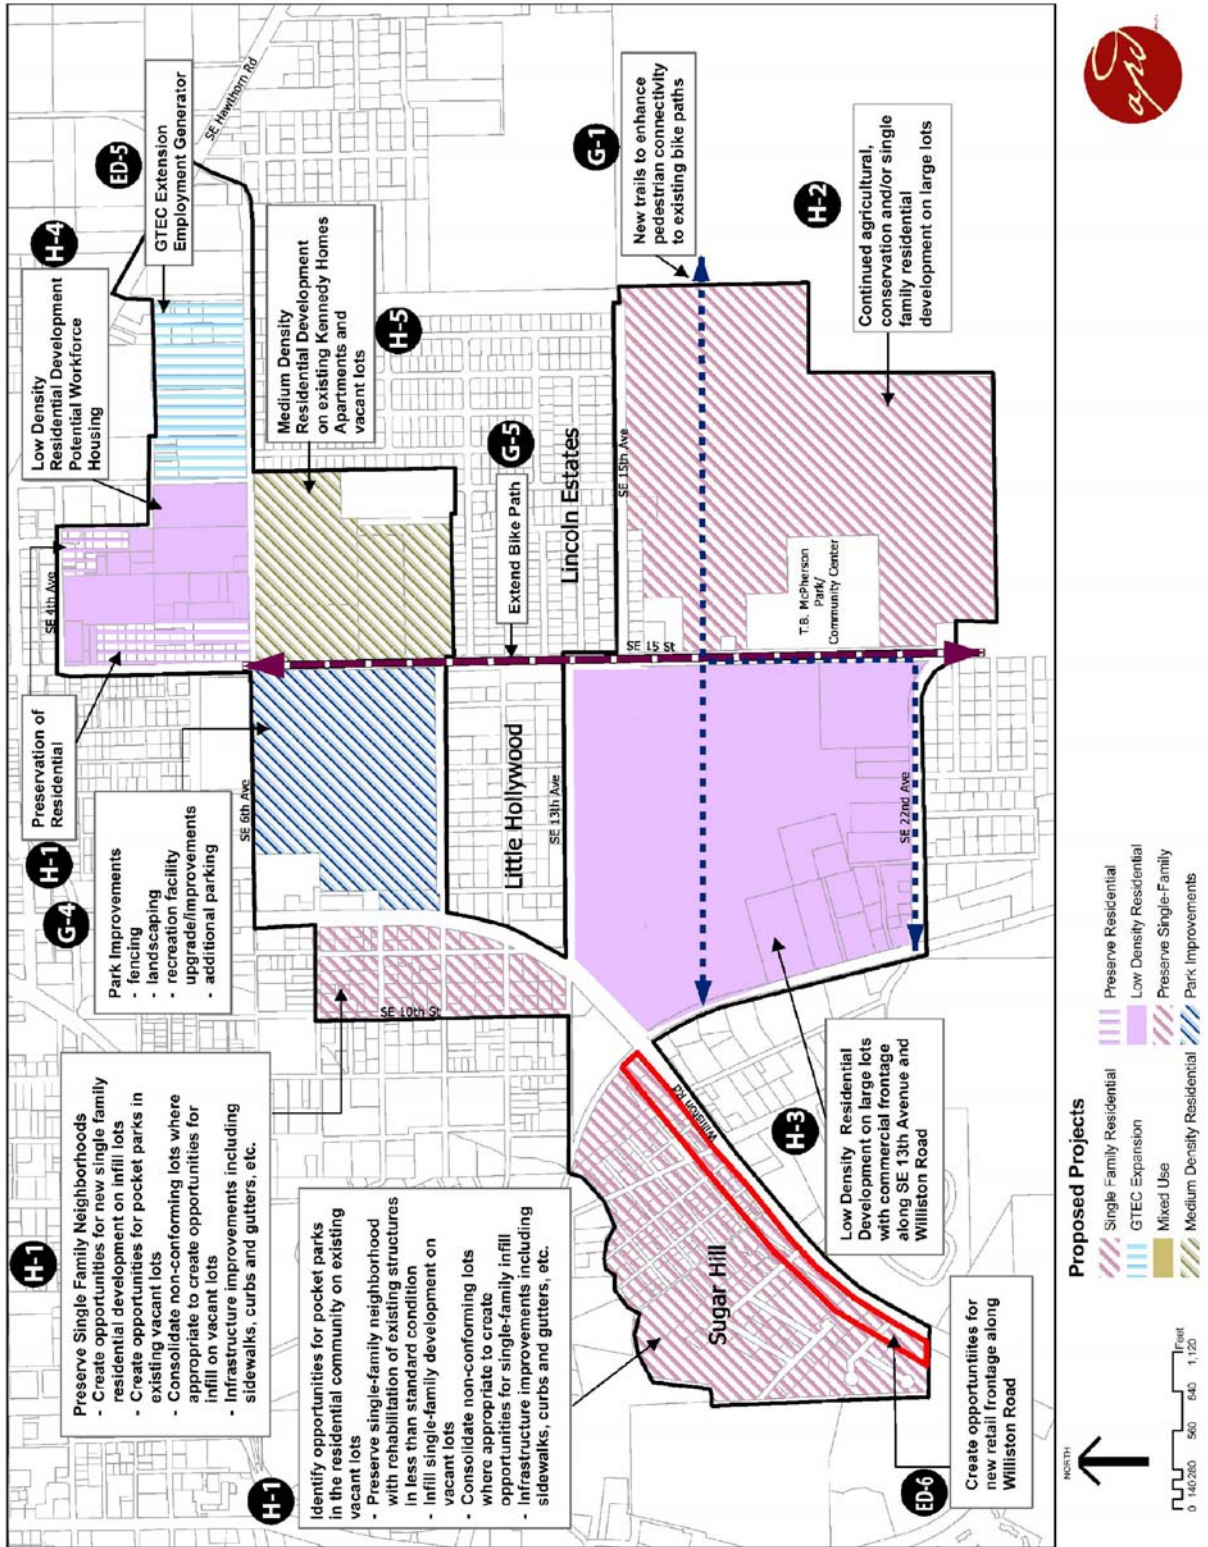 H-1
Preserve Single Family Neighborhoods
- Create opportunities for new single family
residential development on infill lots
- Create opportunities for pocket parks in
existing vacant lots
- Consolidate non-conforming lots where
appropriate to create opportunities for
infill on vacant lots
- Infrastructure improvements including
sidewalks, curbs and gutters, etc.
H-1
Identify opportunities for pocket parks
in the residential community on existing
vacant lots
- Preserve single-family neighborhood
with rehabilitation of existing structures
in less than standard condition
- Infill single-family development on
vacant lots
- Consolidate non-conforming lots
where appropriate to create
opportunities for single-family infill
- Infrastructure improvements including
sidewalks, curbs and gutters, etc.
G-4
Park Improvements
- fencing
- landscaping
- recreation facility
upgrade/improvements
- additional parking
H-1
Preservation of
Residential
H-4
Low Density
Residential Development
Potential Workforce
Housing
ED-5
GTEC Extension
Employment Generator
SE Hawthorn Rd
SE 4th Ave
SE 6th Ave
Medium Density
Residential Development
on existing Kennedy Homes
Apartments and
vacant lots
H-5
SE 10th St
G-5
Extend Bike Path
Little Hollywood
Lincoln Estates
SE 13th Ave
SE 15th Ave
SE 15 St
G-1
New trails to enhance
pedestrian connectivity
to existing bike paths
T.B. McPherson
Park/
Community Center
H-2
Continued agricultural,
conservation and/or single
family residential
development on large lots
SE 22nd Ave
Sugar Hill
Williston Rd
H-3
Low Density Residential
Development on large lots
with commercial frontage
along SE 13th Avenue and
Williston Road
ED-6
Create opportuntiites for
new retail frontage along
Williston Road
NORTH
0 140 280 560 840 1,120
Feet
Proposed Projects
Single Family Residential
GTEC Expansion
Mixed Use
Medium Density Residential
Preserve Residential
Low Density Residential
Preserve Single-Family
Park Improvements
apd